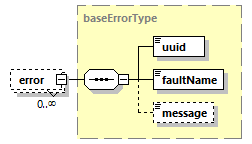 baseErrorType
uuid
error
faultName
0..∞
message